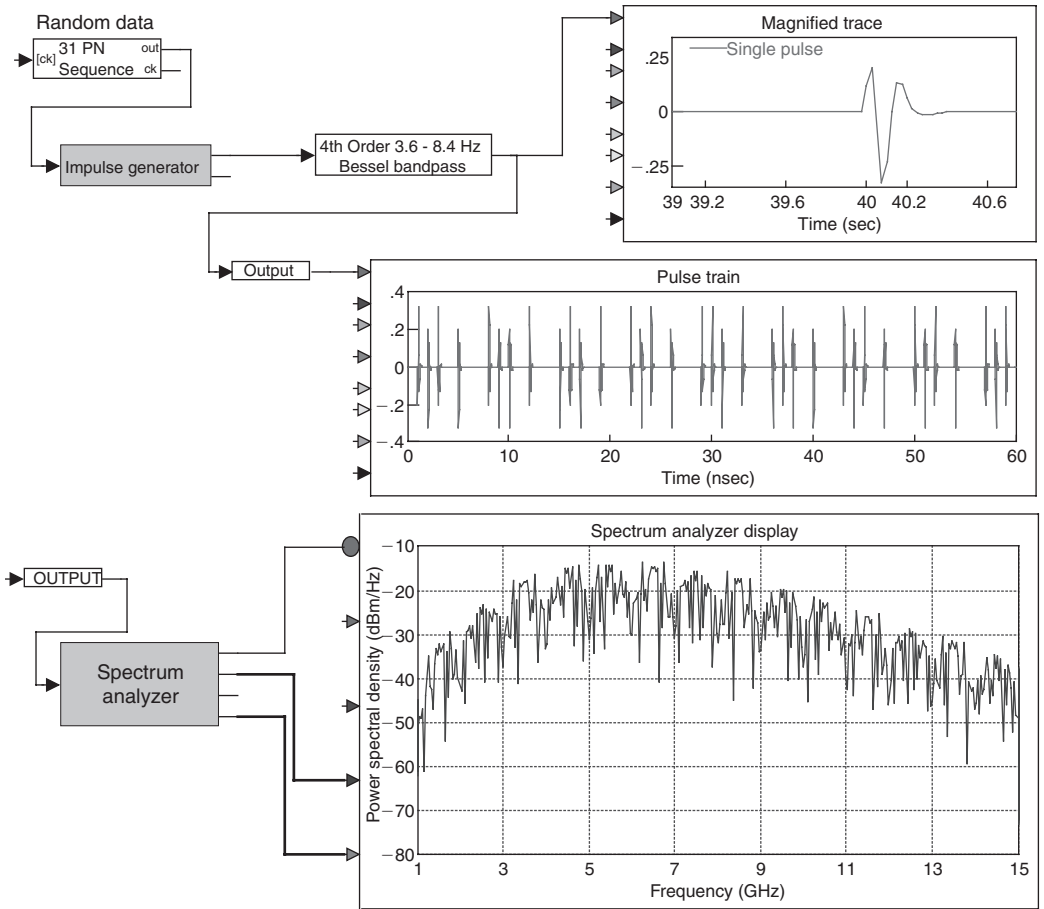 Random data
[ck] 31 PN out
Sequence ck
Impulse generator
4th Order 3.6 - 8.4 Hz
Bessel bandpass
Magnified trace
Single pulse
.25
0
−.25
39 39.2 39.6 40 40.2 40.6
Time (sec)
Output
Pulse train
.4
.2
0
−.2
−.4
0 10 20 30 40 50 60
Time (nsec)
OUTPUT
Spectrum
analyzer
Spectrum analyzer display
Power spectral density (dBm/Hz)
−10
−20
−30
−40
−50
−60
−70
−80
1 3 5 7 9 11 13 15
Frequency (GHz)